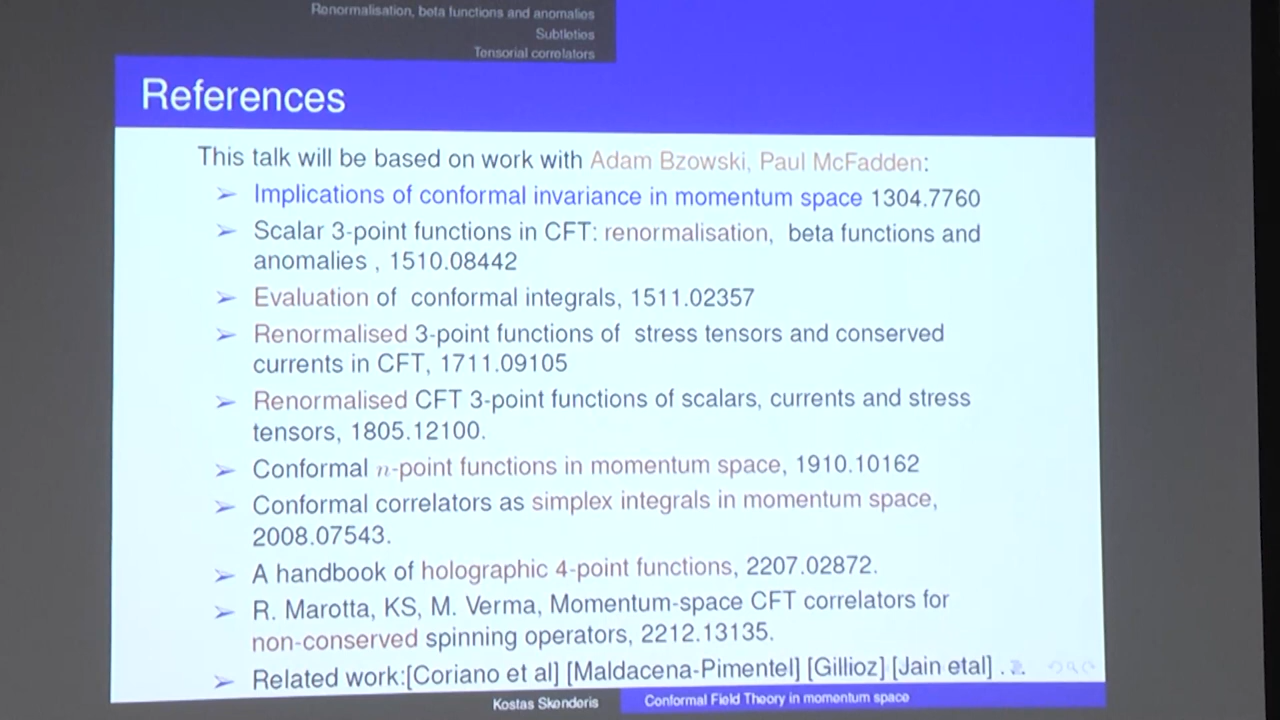 Renormalisation, beta functions and anomalies
Subtleties
Tensorial correlators
References
This talk will be based on work with Adam Bzowski, Paul McFadden:
➢ Implications of conformal invariance in momentum space 1304.7760
➢ Scalar 3-point functions in CFT: renormalisation, beta functions and
anomalies , 1510.08442
➢ Evaluation of conformal integrals, 1511.02357
➢ Renormalised 3-point functions of stress tensors and conserved
currents in CFT, 1711.09105
➢ Renormalised CFT 3-point functions of scalars, currents and stress
tensors, 1805.12100.
➢ Conformal n-point functions in momentum space, 1910.10162
➢ Conformal correlators as simplex integrals in momentum space,
2008.07543.
➢ A handbook of holographic 4-point functions, 2207.02872.
➢ R. Marotta, KS, M. Verma, Momentum-space CFT correlators for
non-conserved spinning operators, 2212.13135.
➢ Related work:[Coriano et al] [Maldacena-Pimentel] [Gillioz] [Jain etal] .
Kostas Skenderis
Conformal Field Theory in momentum space